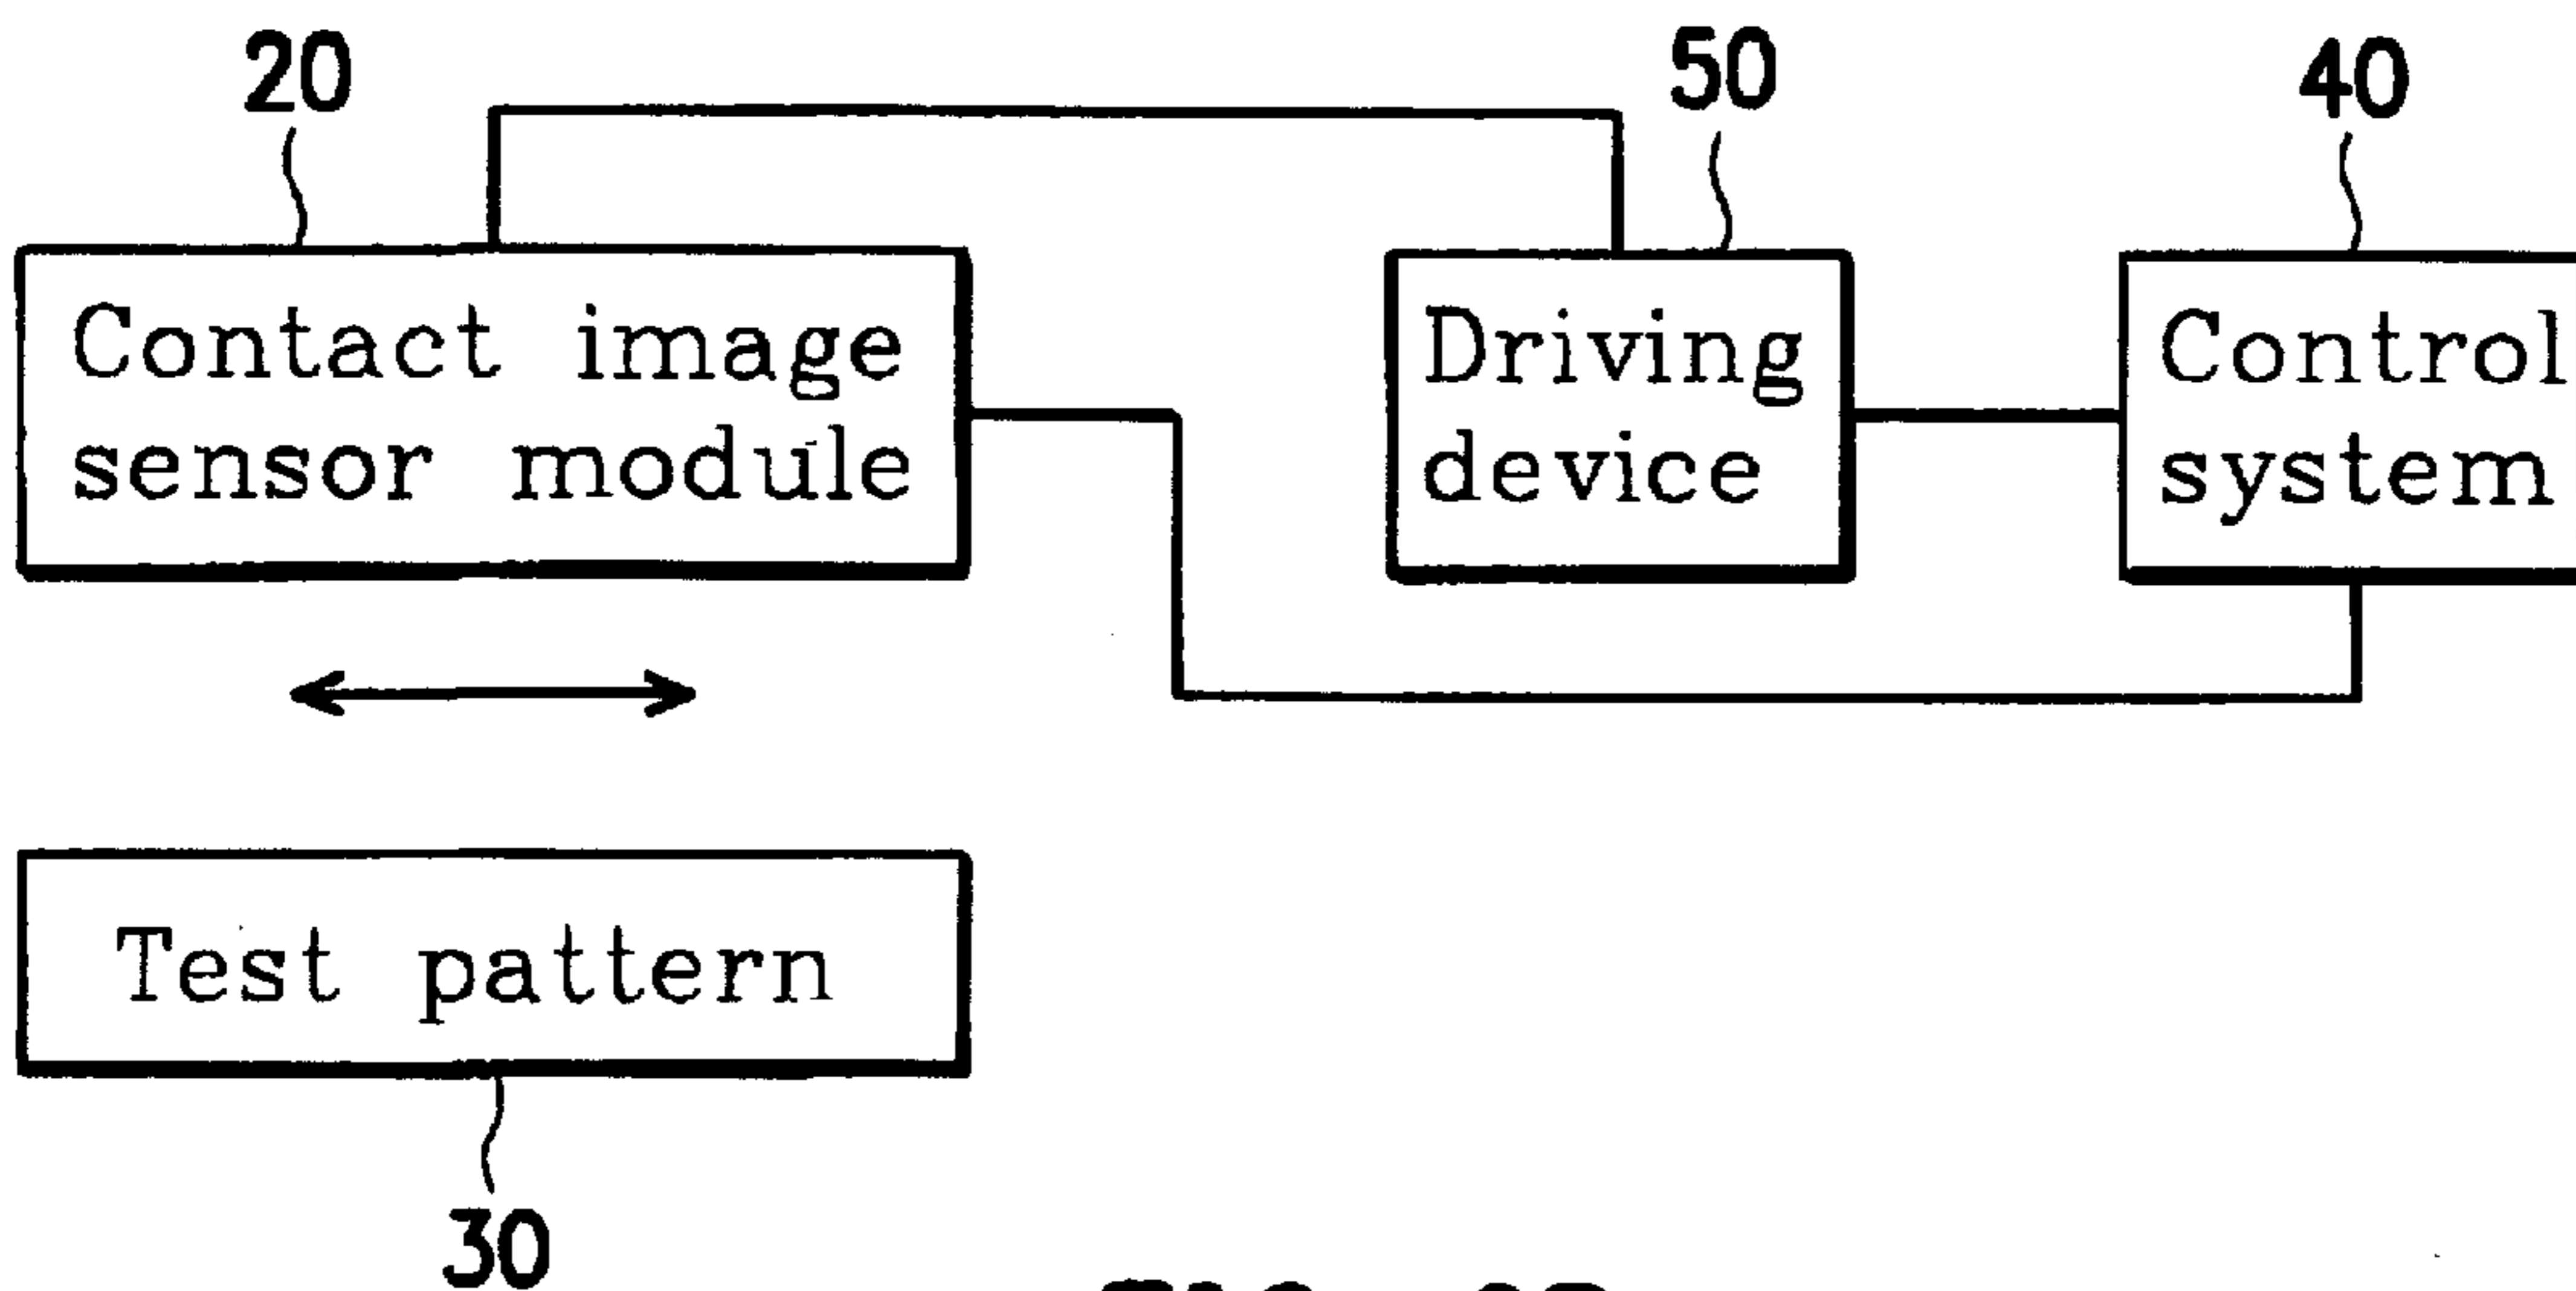 20
50
40
Contact image
sensor module
Driving
device
Control
system
Test pattern
30